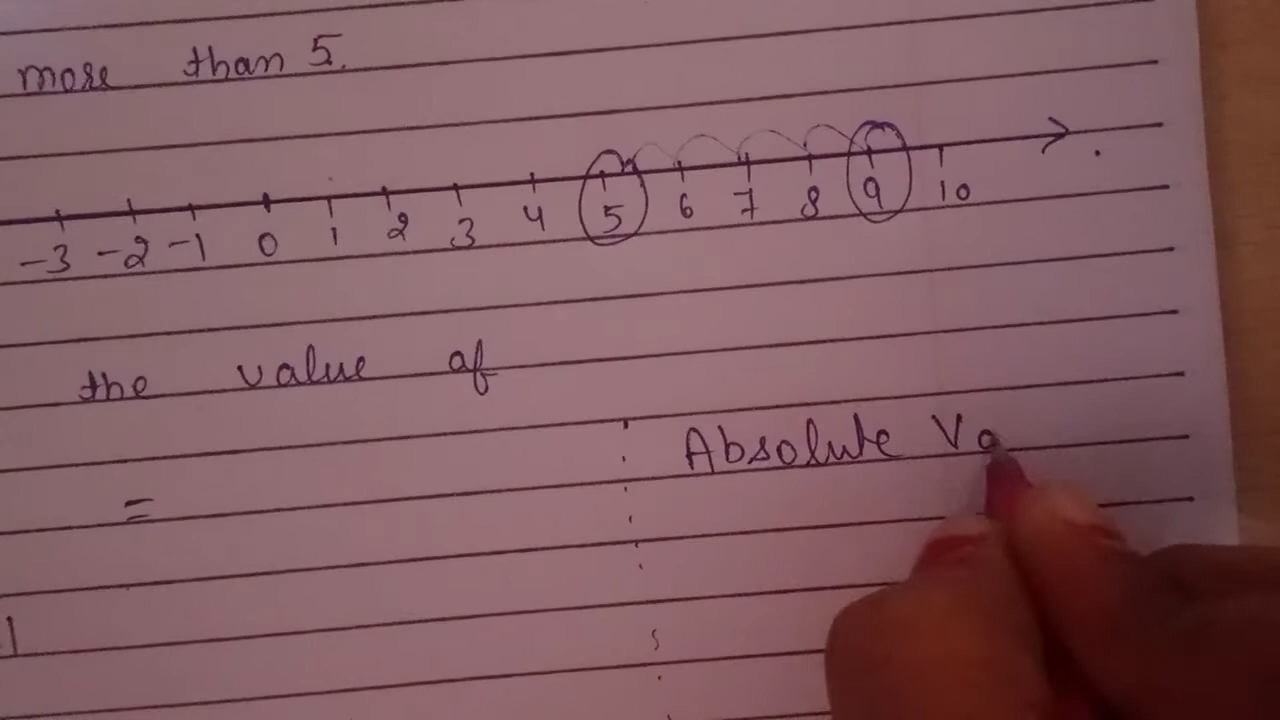 more than 5.
-3 -2 -1 0 1 2 3 4 5 6 7 8 9 10
the value of
Absolute Va
=